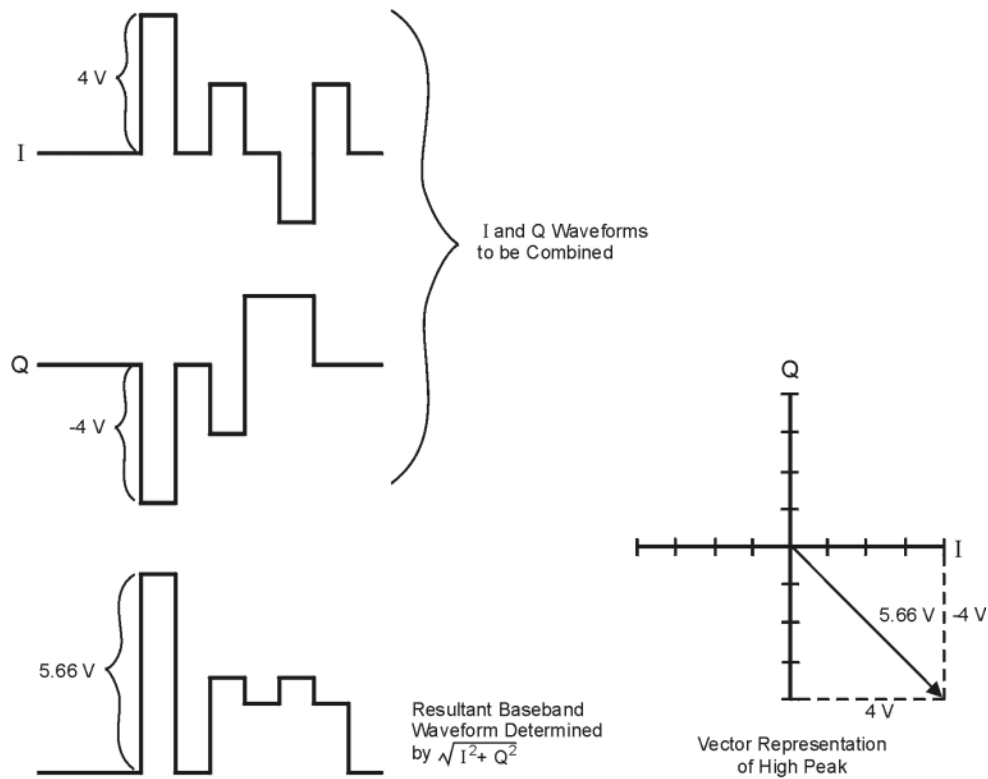 4 V
I
I and Q Waveforms
to be Combined
Q
-4 V
Q
I
5.66 V
-4 V
4 V
5.66 V
Resultant Baseband
Waveform Determined
by √I²+ Q²
Vector Representation
of High Peak